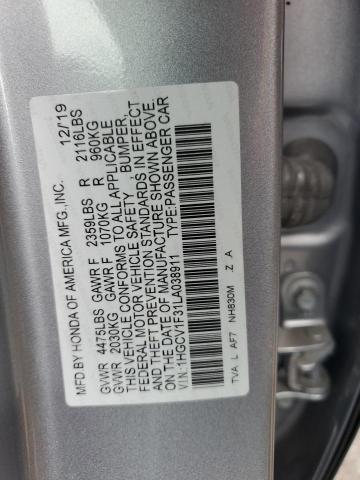 MFD. BY HONDA OF AMERICA MFG., INC. 12/19
GVWR 4475LBS GAWR F 2359LBS R 2116LBS
GVWR 2030KG GAWR F 1070KG R 960KG
THIS VEHICLE CONFORMS TO ALL APPLICABLE
FEDERAL MOTOR VEHICLE SAFETY BUMPER,
AND THEFT PREVENTION STANDARDS IN EFFECT
ON THE DATE OF MANUFACTURE SHOWN ABOVE.
VIN: 1HGCV1F31LA038911 TYPE:PASSENGER CAR
TVA L AF7 NH830M Z A